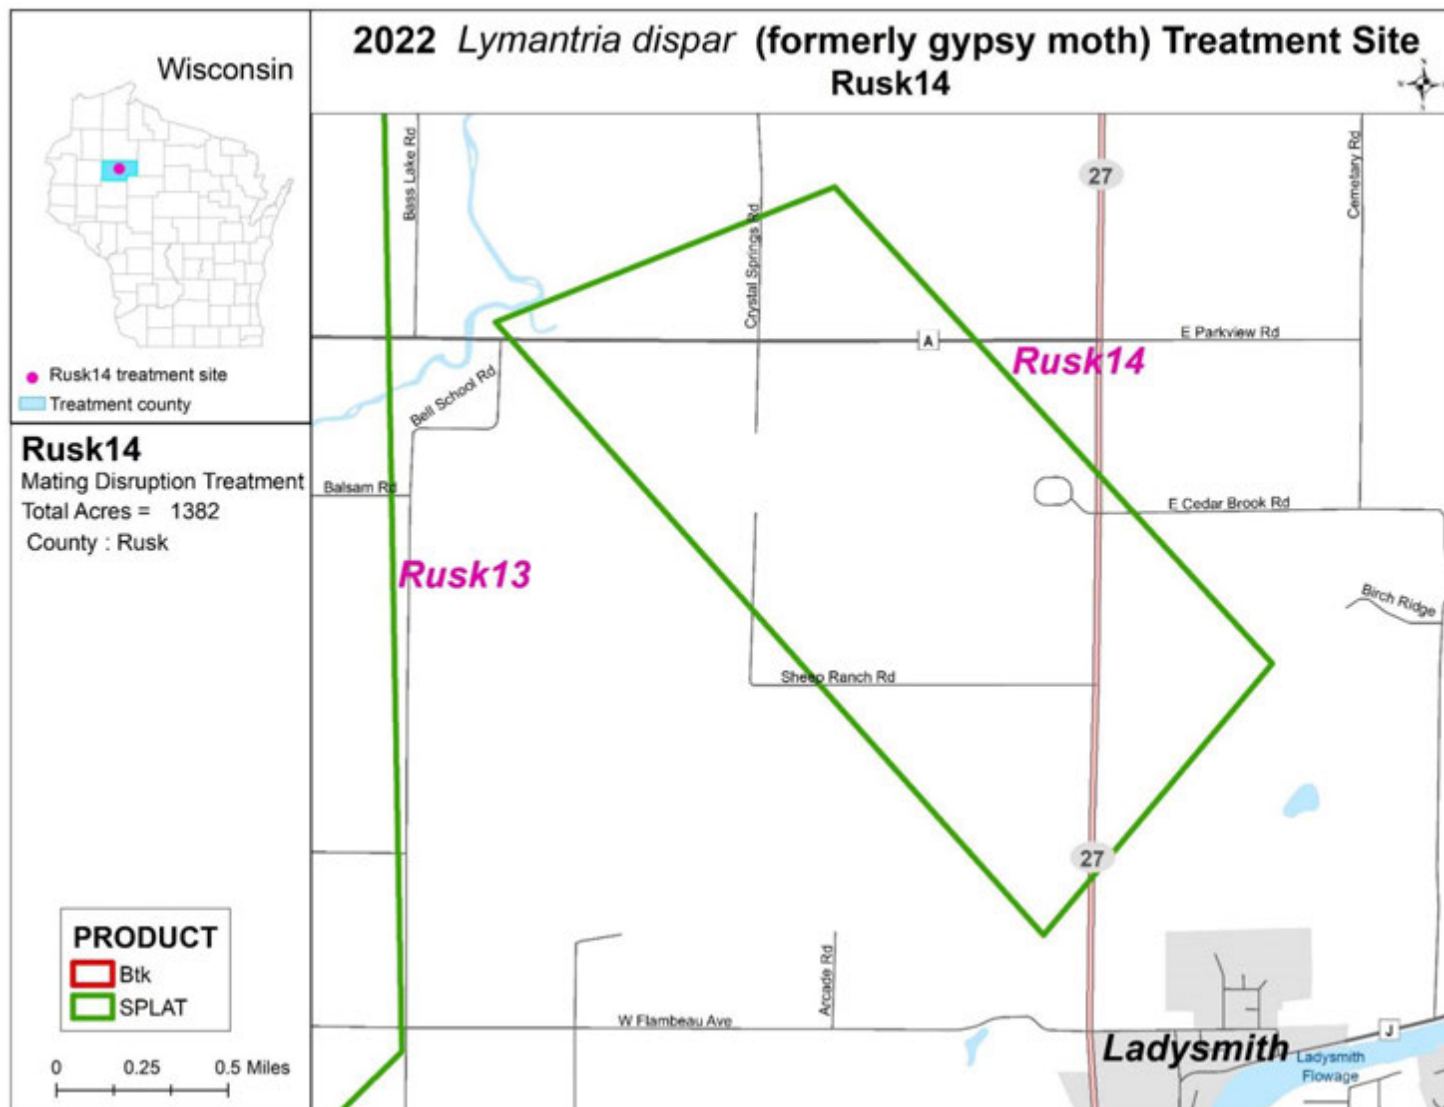 2022 Lymantria dispar (formerly gypsy moth) Treatment Site
Rusk14
N
Wisconsin
Rusk14 treatment site
Treatment county
Rusk14
Mating Disruption Treatment
Total Acres = 1382
County : Rusk
PRODUCT
Btk
SPLAT
0 0.25 0.5 Miles
Bass Lake Rd
Crystal Springs Rd
27
Cemetary Rd
A
E Parkview Rd
Rusk14
Bell School Rd
Balsam Rd
E Cedar Brook Rd
Rusk13
Birch Ridge
Sheep Ranch Rd
27
Arcade Rd
W Flambeau Ave
J
Ladysmith
Ladysmith
Flowage